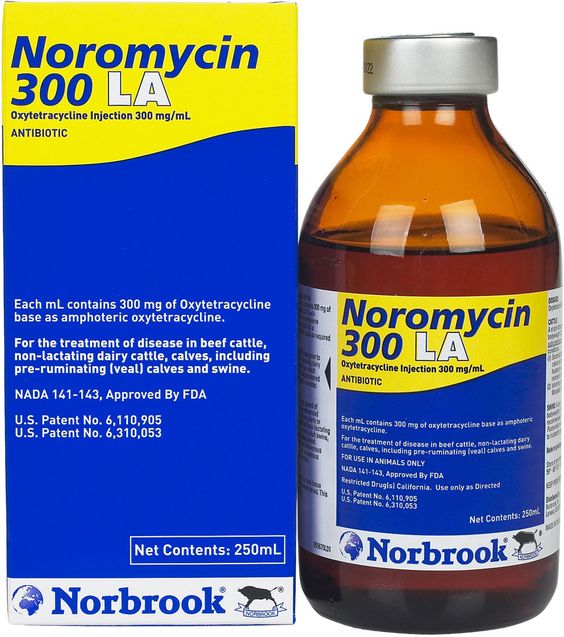 Noromycin
300 LA
Oxytetracycline Injection 300 mg/mL
ANTIBIOTIC
Each mL contains 300 mg of Oxytetracycline
base as amphoteric oxytetracycline.
For the treatment of disease in beef cattle,
non-lactating dairy cattle, calves, including
pre-ruminating (veal) calves and swine.
NADA 141-143, Approved By FDA
U.S. Patent No. 6,110,905
U.S. Patent No. 6,310,053
Net Contents: 250mL
Norbrook®
NORBROOK
Noromycin
300 LA
Oxytetracycline Injection 300 mg/mL
ANTIBIOTIC
Each mL contains 300 mg of oxytetracycline base as amphoteric
oxytetracycline.
For the treatment of disease in beef cattle, non-lactating dairy
cattle, calves, including pre-ruminating (veal) calves and swine.
FOR USE IN ANIMALS ONLY
NADA 141-143, Approved By FDA
Restricted Drug(s) California. Use only as Directed
U.S. Patent No. 6,110,905
U.S. Patent No. 6,310,053
Net Contents: 250mL
Norbrook®
NORBROOK